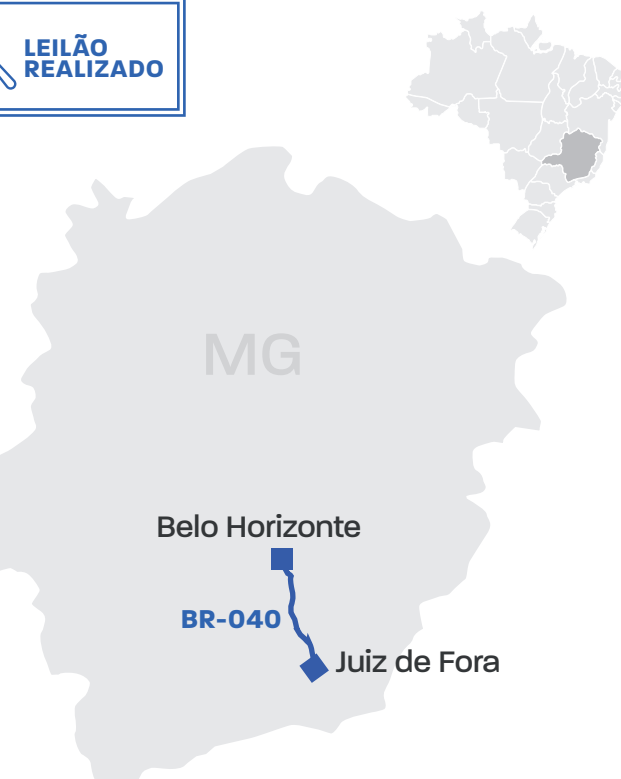 LEILÃO
REALIZADO
MG
Belo Horizonte
BR-040
Juiz de Fora